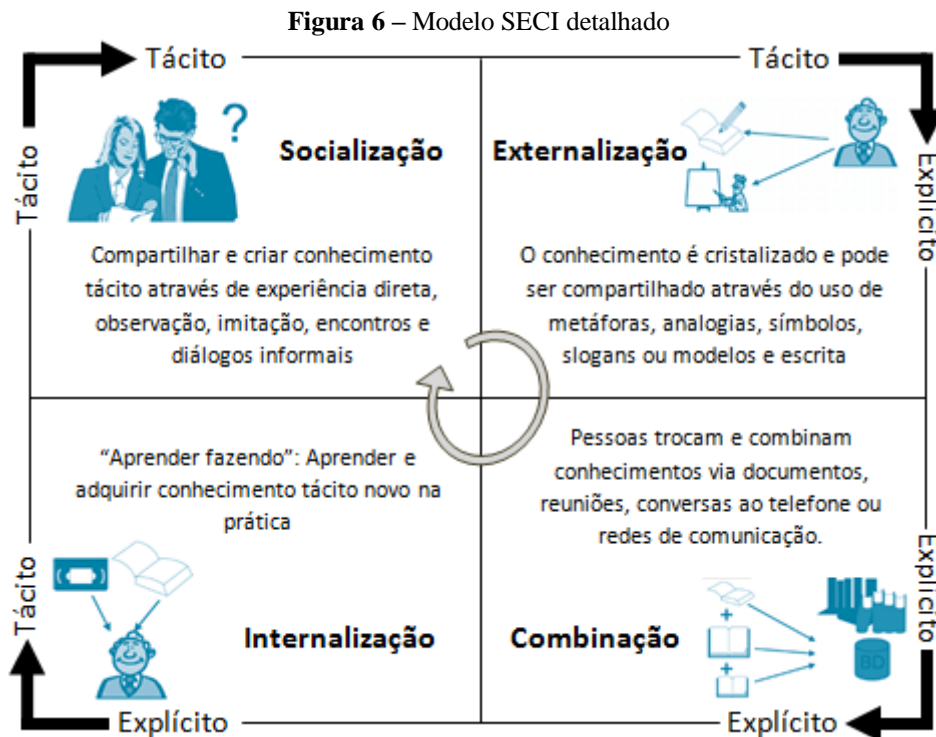 Figura 6 – Modelo SECI detalhado
Tácito
Tácito
?
Socialização
Compartilhar e criar conhecimento
tácito através de experiência direta,
observação, imitação, encontros e
diálogos informais
Tácito
Explícito
Externalização
O conhecimento é cristalizado e pode
ser compartilhado através do uso de
metáforas, analogias, símbolos,
slogans ou modelos e escrita
“Aprender fazendo”: Aprender e
adquirir conhecimento tácito novo na
prática
Tácito
Internalização
Explícito
Pessoas trocam e combinam
conhecimentos via documentos,
reuniões, conversas ao telefone ou
redes de comunicação.
Explícito
Combinação
+
+
BD
Explícito